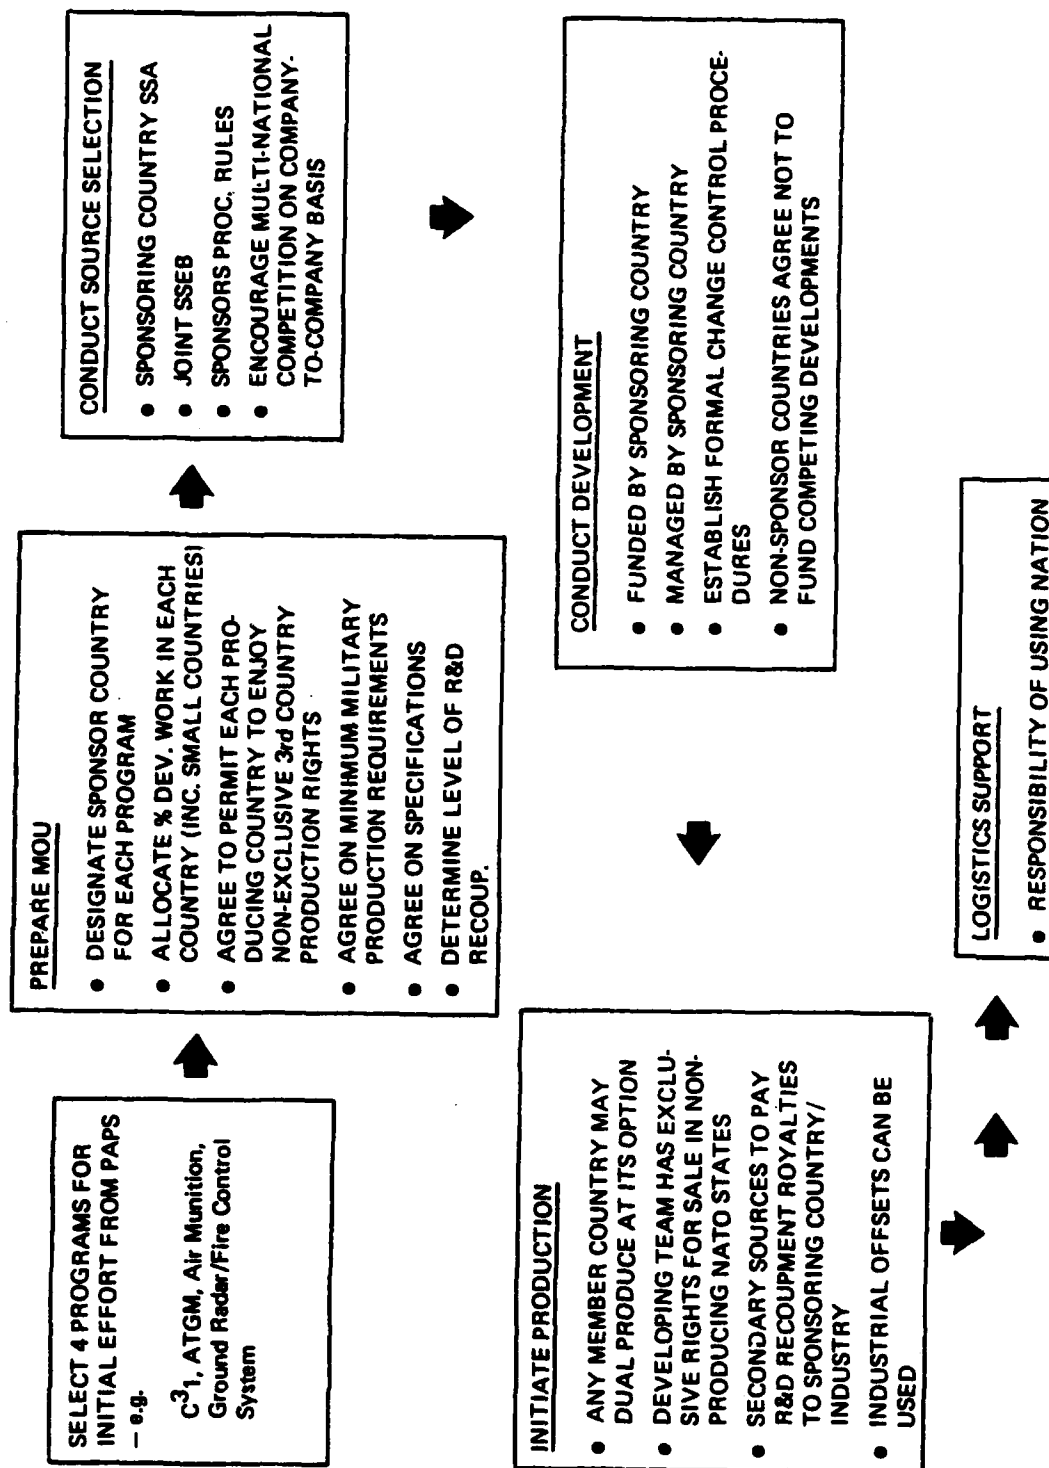 SELECT 4 PROGRAMS FOR
INITIAL EFFORT FROM PAPS
– e.g.
C³1, ATGM, Air Munition,
Ground Radar/Fire Control
System
PREPARE MOU
● DESIGNATE SPONSOR COUNTRY
FOR EACH PROGRAM
● ALLOCATE % DEV. WORK IN EACH
COUNTRY (INC. SMALL COUNTRIES)
● AGREE TO PERMIT EACH PRO-
DUCING COUNTRY TO ENJOY
NON-EXCLUSIVE 3rd COUNTRY
PRODUCTION RIGHTS
● AGREE ON MINIMUM MILITARY
PRODUCTION REQUIREMENTS
● AGREE ON SPECIFICATIONS
● DETERMINE LEVEL OF R&D
RECOUP.
CONDUCT SOURCE SELECTION
● SPONSORING COUNTRY SSA
● JOINT SSEB
● SPONSORS PROC. RULES
● ENCOURAGE MULTI-NATIONAL
COMPETITION ON COMPANY-
TO-COMPANY BASIS
CONDUCT DEVELOPMENT
● FUNDED BY SPONSORING COUNTRY
● MANAGED BY SPONSORING COUNTRY
● ESTABLISH FORMAL CHANGE CONTROL PROCE-
DURES
● NON-SPONSOR COUNTRIES AGREE NOT TO
FUND COMPETING DEVELOPMENTS
INITIATE PRODUCTION
● ANY MEMBER COUNTRY MAY
DUAL PRODUCE AT ITS OPTION
● DEVELOPING TEAM HAS EXCLU-
SIVE RIGHTS FOR SALE IN NON-
PRODUCING NATO STATES
● SECONDARY SOURCES TO PAY
R&D RECOUPMENT ROYALTIES
TO SPONSORING COUNTRY/
INDUSTRY
● INDUSTRIAL OFFSETS CAN BE
USED
LOGISTICS SUPPORT
● RESPONSIBILITY OF USING NATION